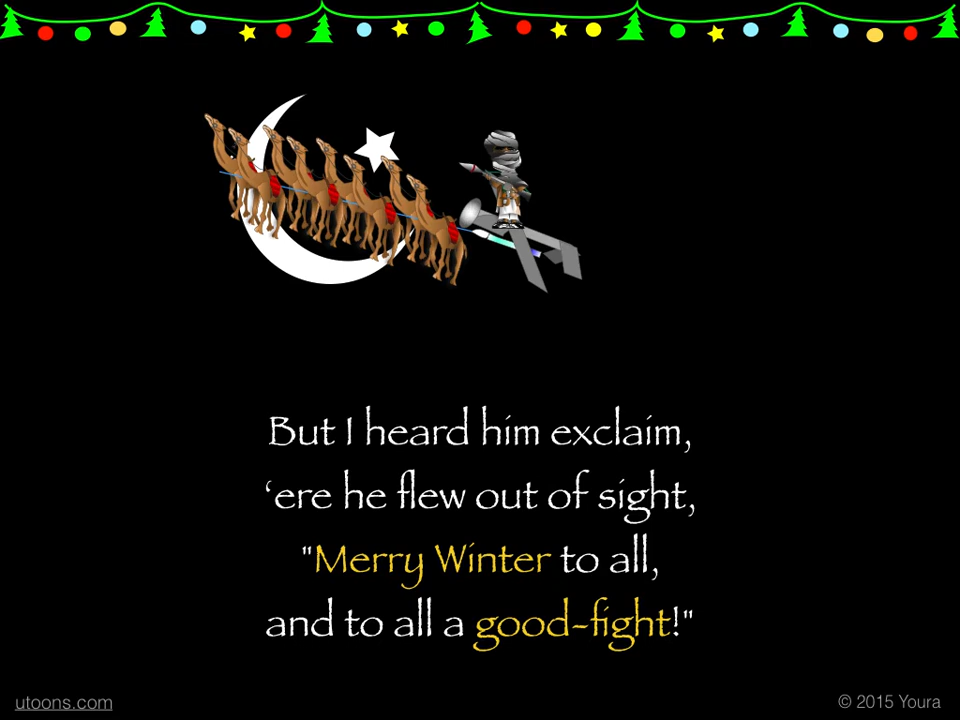 But I heard him exclaim,
‘ere he flew out of sight,
"Merry Winter to all,
and to all a good-fight!"
utoons.com
© 2015 Youra